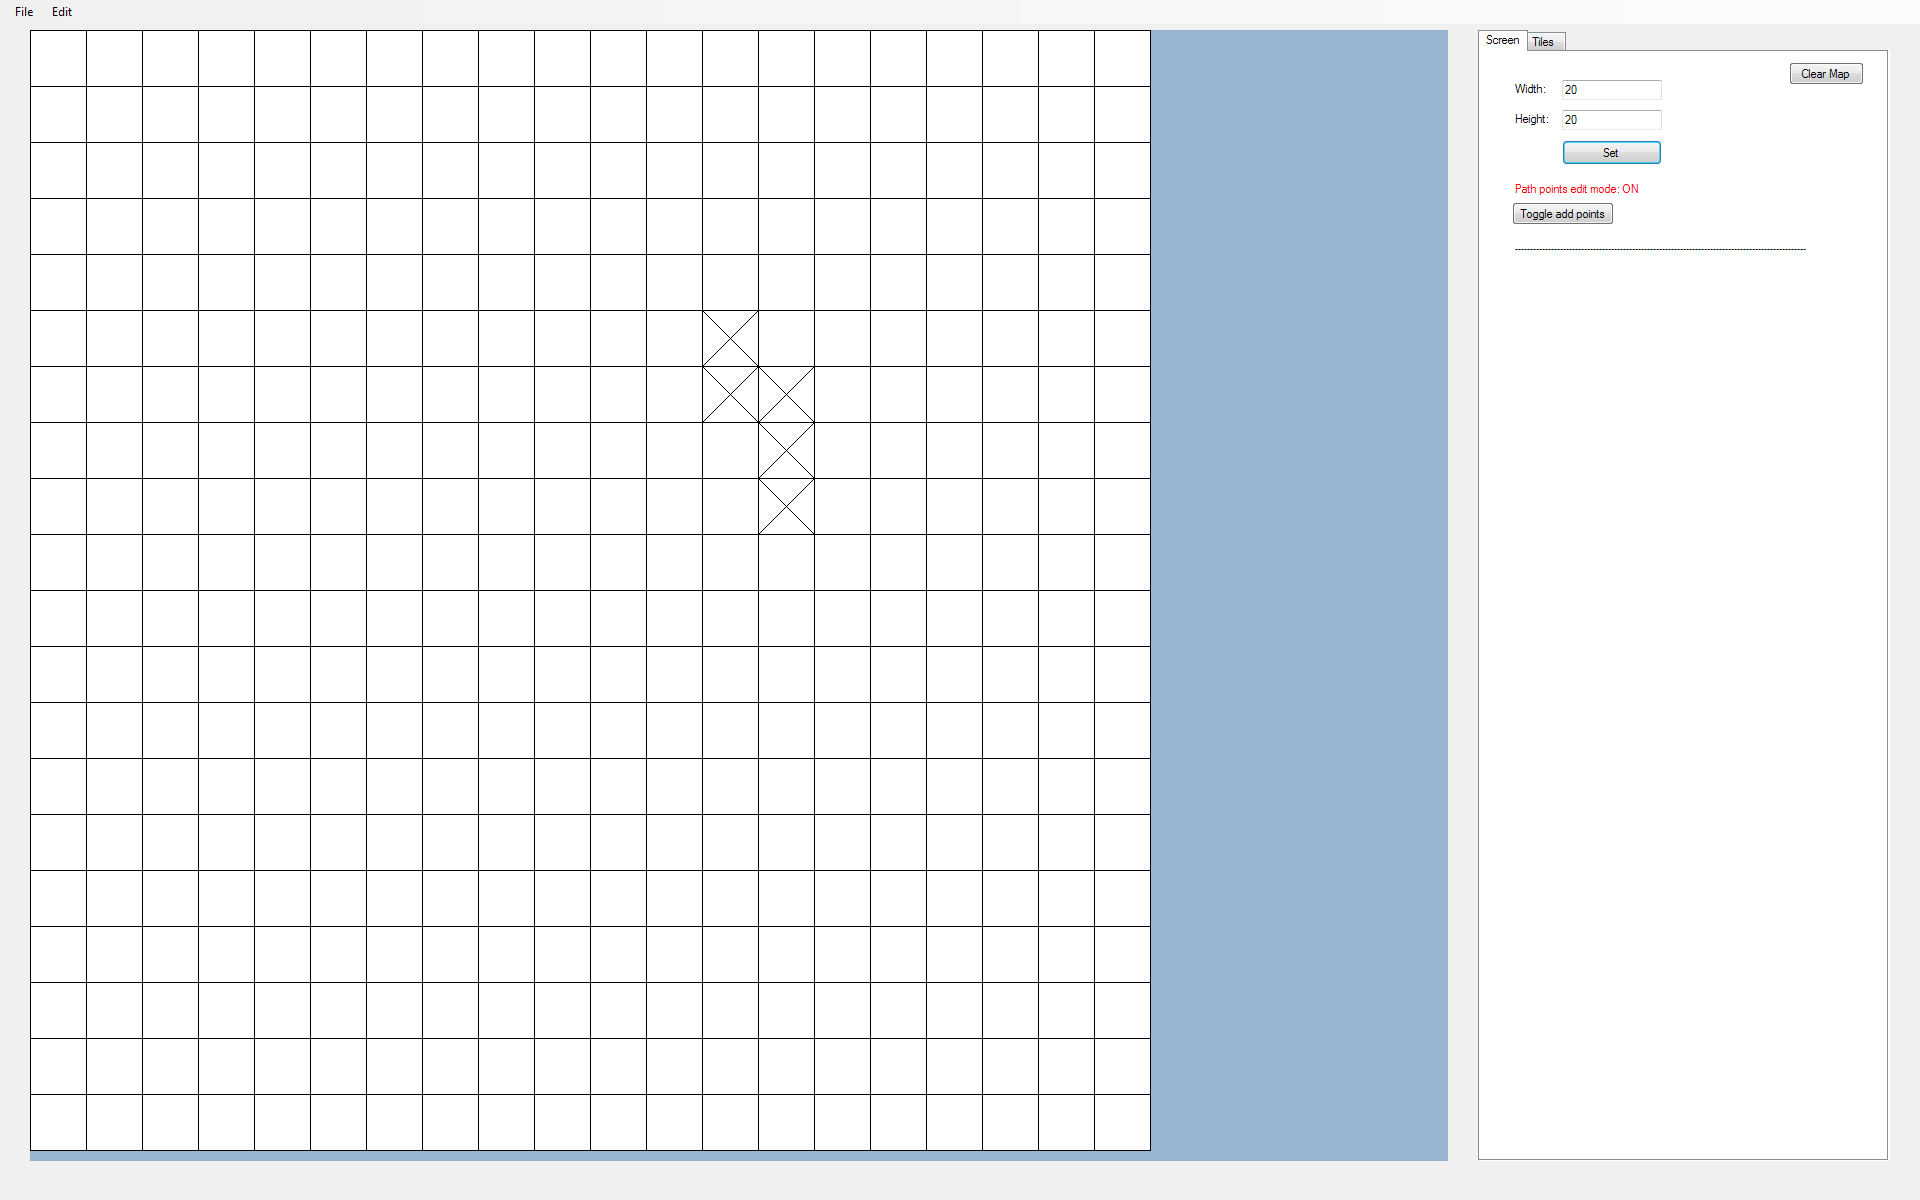 File Edit
Screen Tiles
Clear Map
Width: 20
Height: 20
Set
Path points edit mode: ON
Toggle add points